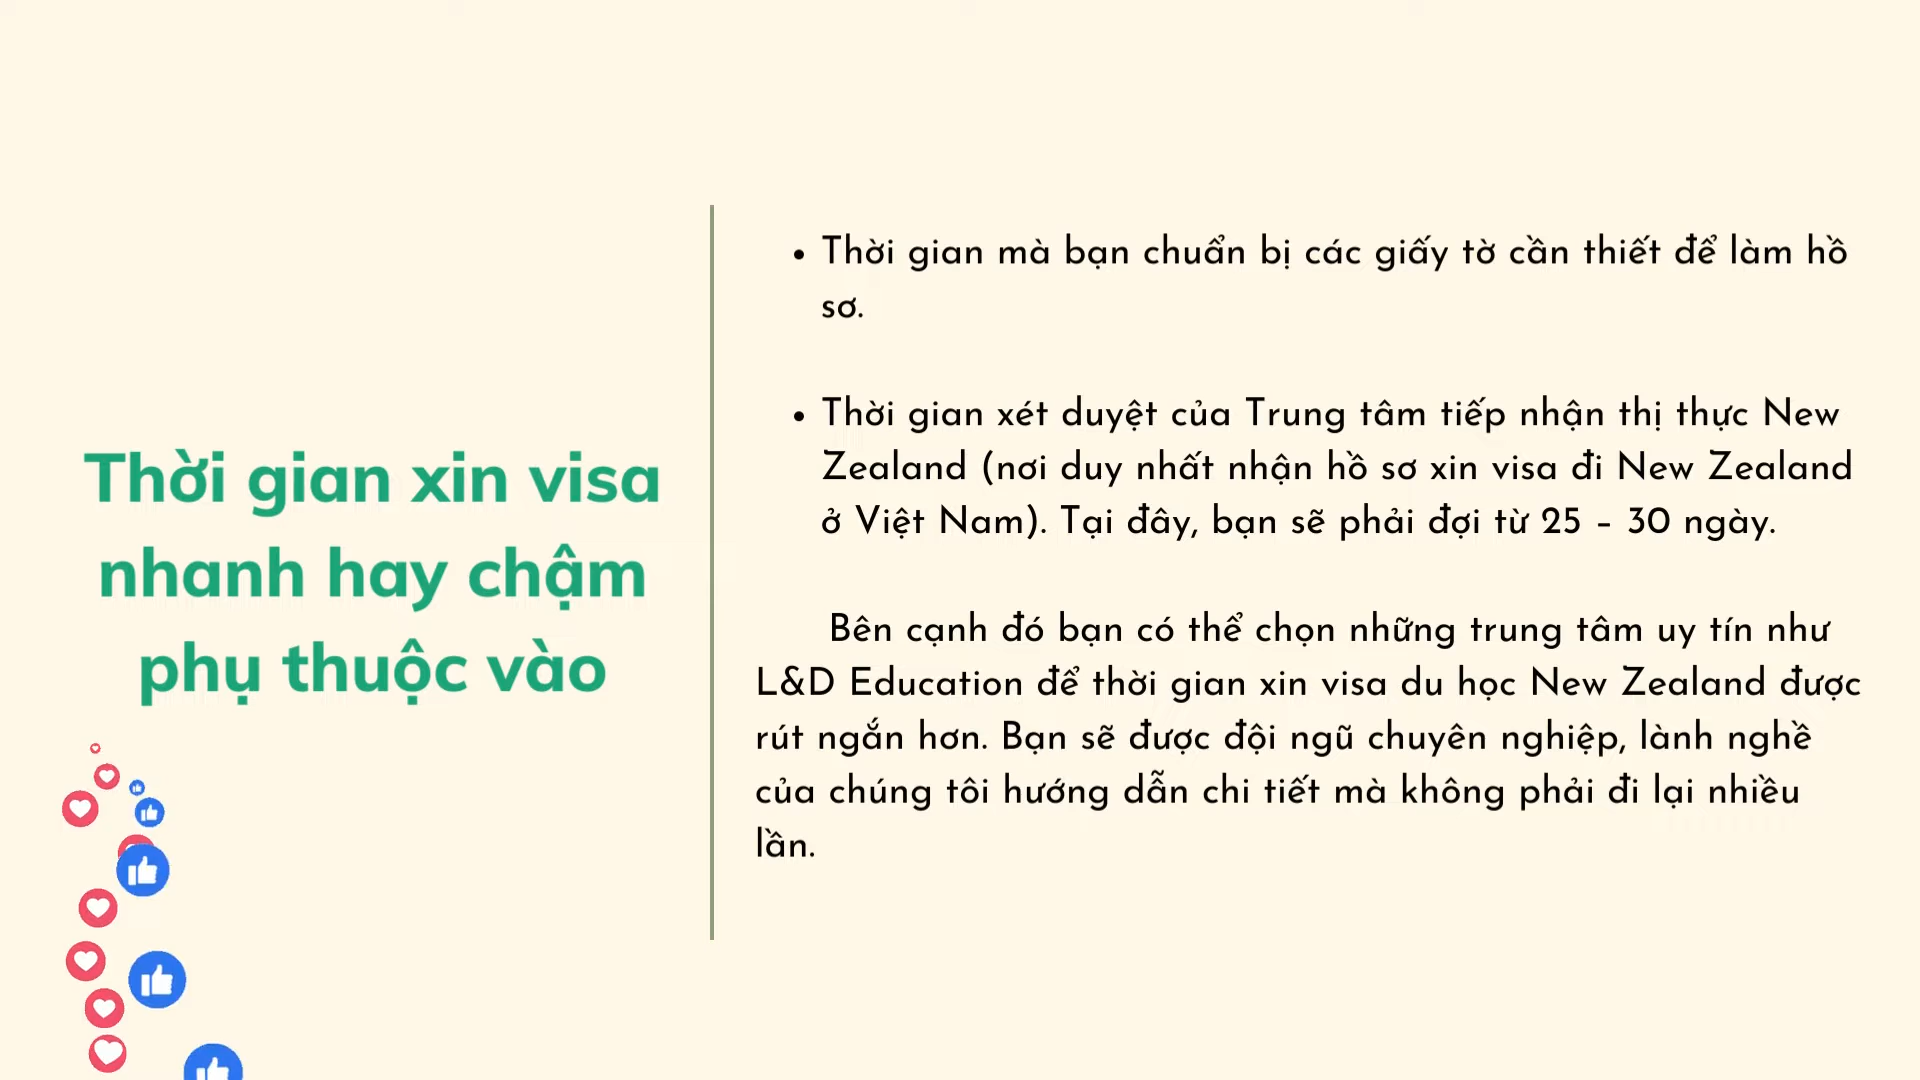 Thời gian xin visa
nhanh hay chậm
phụ thuộc vào
• Thời gian mà bạn chuẩn bị các giấy tờ cần thiết để làm hồ
sơ.
• Thời gian xét duyệt của Trung tâm tiếp nhận thị thực New
Zealand (nơi duy nhất nhận hồ sơ xin visa đi New Zealand
ở Việt Nam). Tại đây, bạn sẽ phải đợi từ 25 – 30 ngày.
Bên cạnh đó bạn có thể chọn những trung tâm uy tín như
L&D Education để thời gian xin visa du học New Zealand được
rút ngắn hơn. Bạn sẽ được đội ngũ chuyên nghiệp, lành nghề
của chúng tôi hướng dẫn chi tiết mà không phải đi lại nhiều
lần.